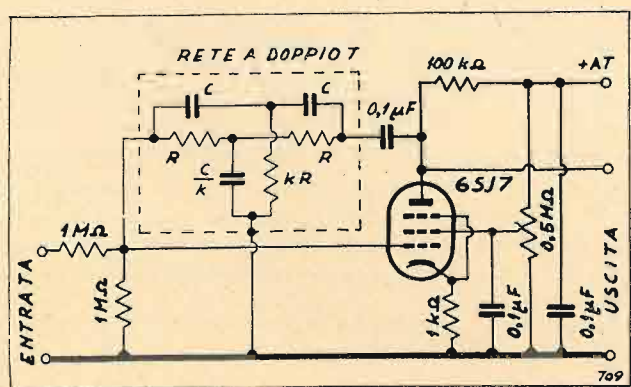 RETE A DOPPIO T
C
C
R
R
C/k
kR
0,1µF
100 kΩ
+AT
6SJ7
1MΩ
1MΩ
ENTRATA
1kΩ
0,1µF
0,5MΩ
0,1µF
USCITA
709